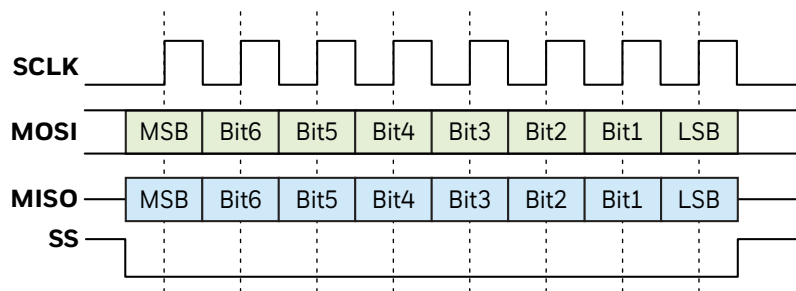 SCLK
MOSI MSB Bit6 Bit5 Bit4 Bit3 Bit2 Bit1 LSB
MISO MSB Bit6 Bit5 Bit4 Bit3 Bit2 Bit1 LSB
SS